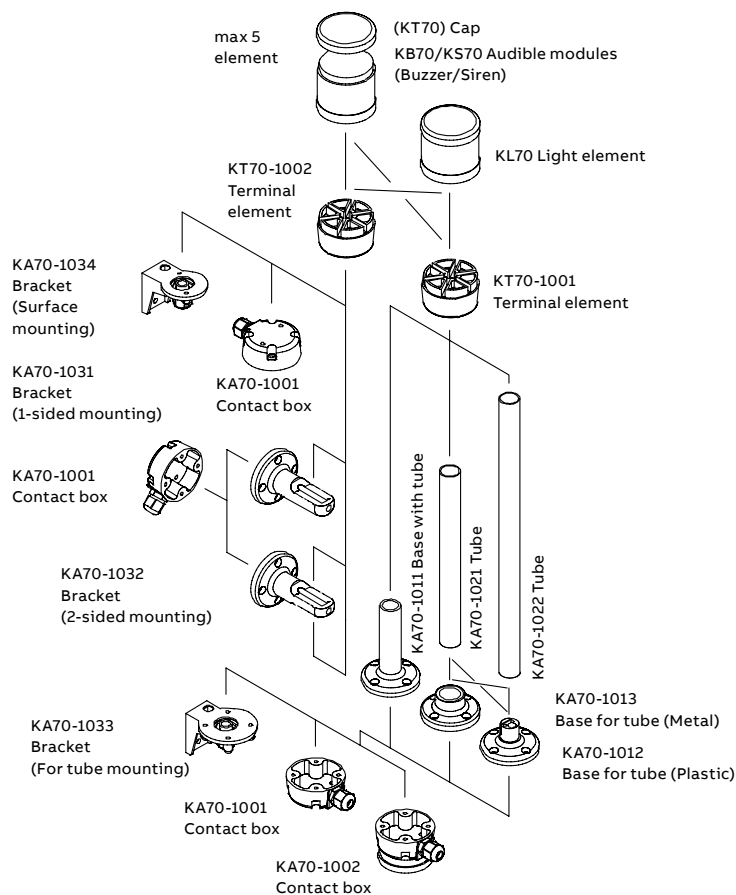 max 5
element
(KT70) Cap
KB70/KS70 Audible modules
(Buzzer/Siren)
KL70 Light element
KT70-1002
Terminal
element
KT70-1001
Terminal element
KA70-1034
Bracket
(Surface
mounting)
KA70-1001
Contact box
KA70-1031
Bracket
(1-sided mounting)
KA70-1001
Contact box
KA70-1032
Bracket
(2-sided mounting)
KA70-1011 Base with tube
KA70-1021 Tube
KA70-1022 Tube
KA70-1033
Bracket
(For tube mounting)
KA70-1013
Base for tube (Metal)
KA70-1012
Base for tube (Plastic)
KA70-1001
Contact box
KA70-1002
Contact box